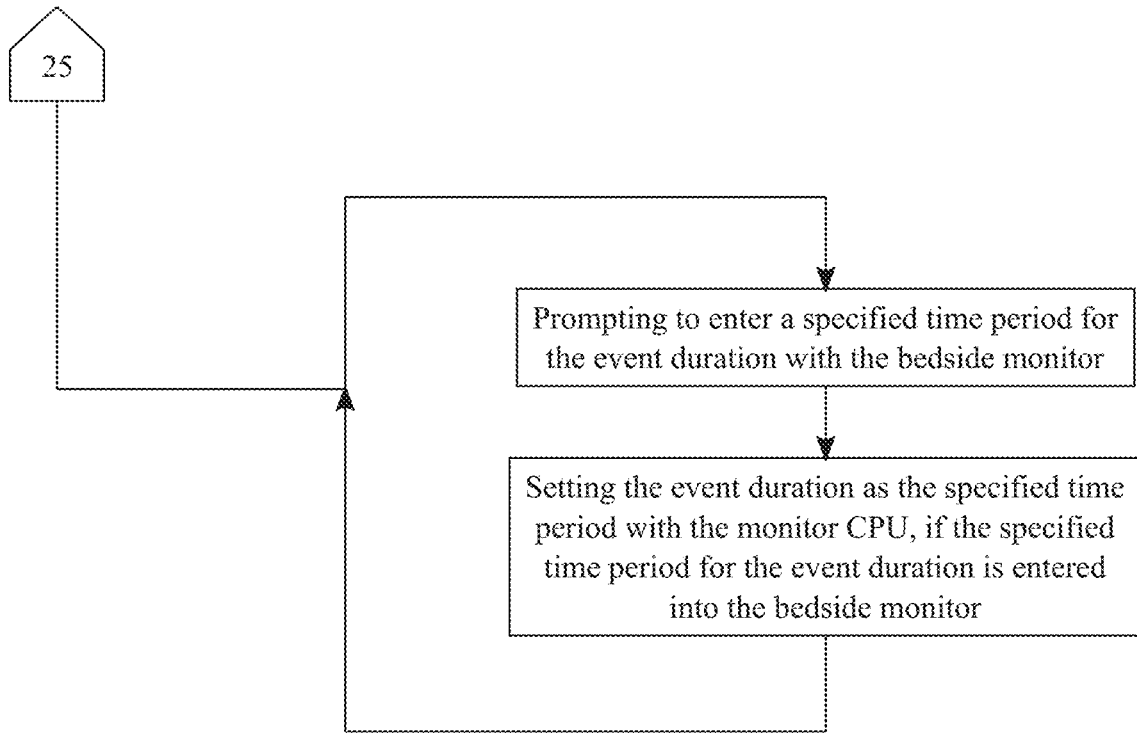 25
Prompting to enter a specified time period for
the event duration with the bedside monitor
Setting the event duration as the specified time
period with the monitor CPU, if the specified
time period for the event duration is entered
into the bedside monitor